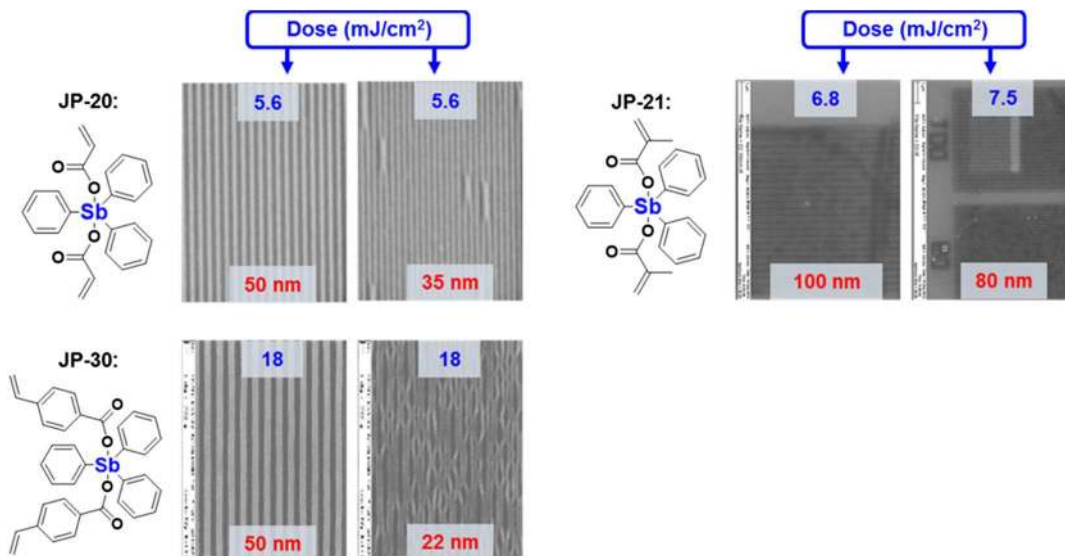 Dose (mJ/cm²)
Dose (mJ/cm²)
JP-20:
5.6
5.6
O
O
Sb
O
O
50 nm
35 nm
JP-21:
6.8
7.5
O
O
Sb
O
O
100 nm
80 nm
JP-30:
18
18
O
O
Sb
O
O
50 nm
22 nm